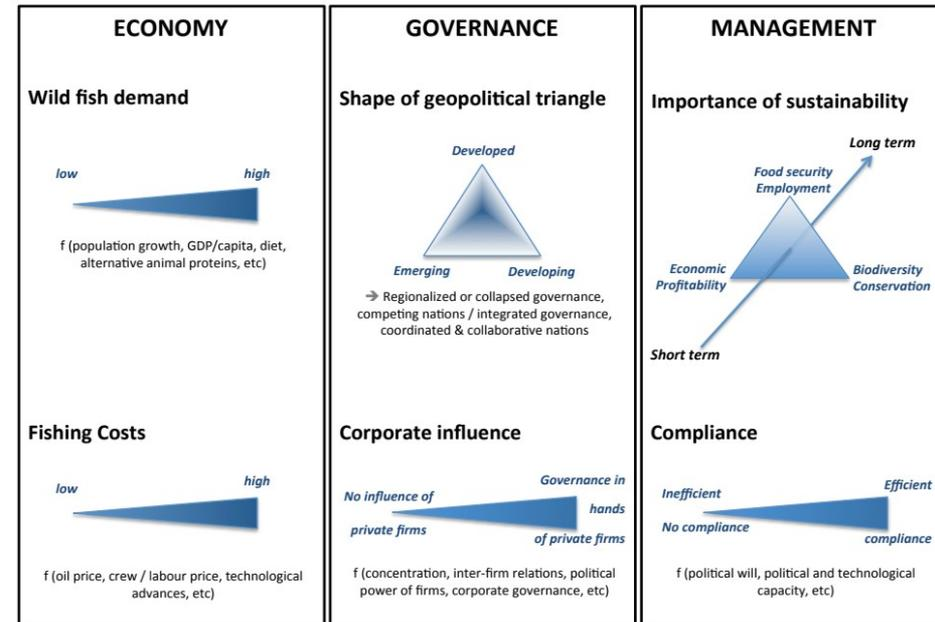 ECONOMY
Wild fish demand
low high
f (population growth, GDP/capita, diet,
alternative animal proteins, etc)
Fishing Costs
low high
f (oil price, crew / labour price, technological
advances, etc)
GOVERNANCE
Shape of geopolitical triangle
Developed
Emerging Developing
➔ Regionalized or collapsed governance,
competing nations / integrated governance,
coordinated & collaborative nations
Corporate influence
No influence of
private firms
Governance in
hands
of private firms
f (concentration, inter-firm relations, political
power of firms, corporate governance, etc)
MANAGEMENT
Importance of sustainability
Long term
Food security
Employment
Economic
Profitability
Biodiversity
Conservation
Short term
Compliance
Inefficient
No compliance
Efficient
compliance
f (political will, political and technological
capacity, etc)